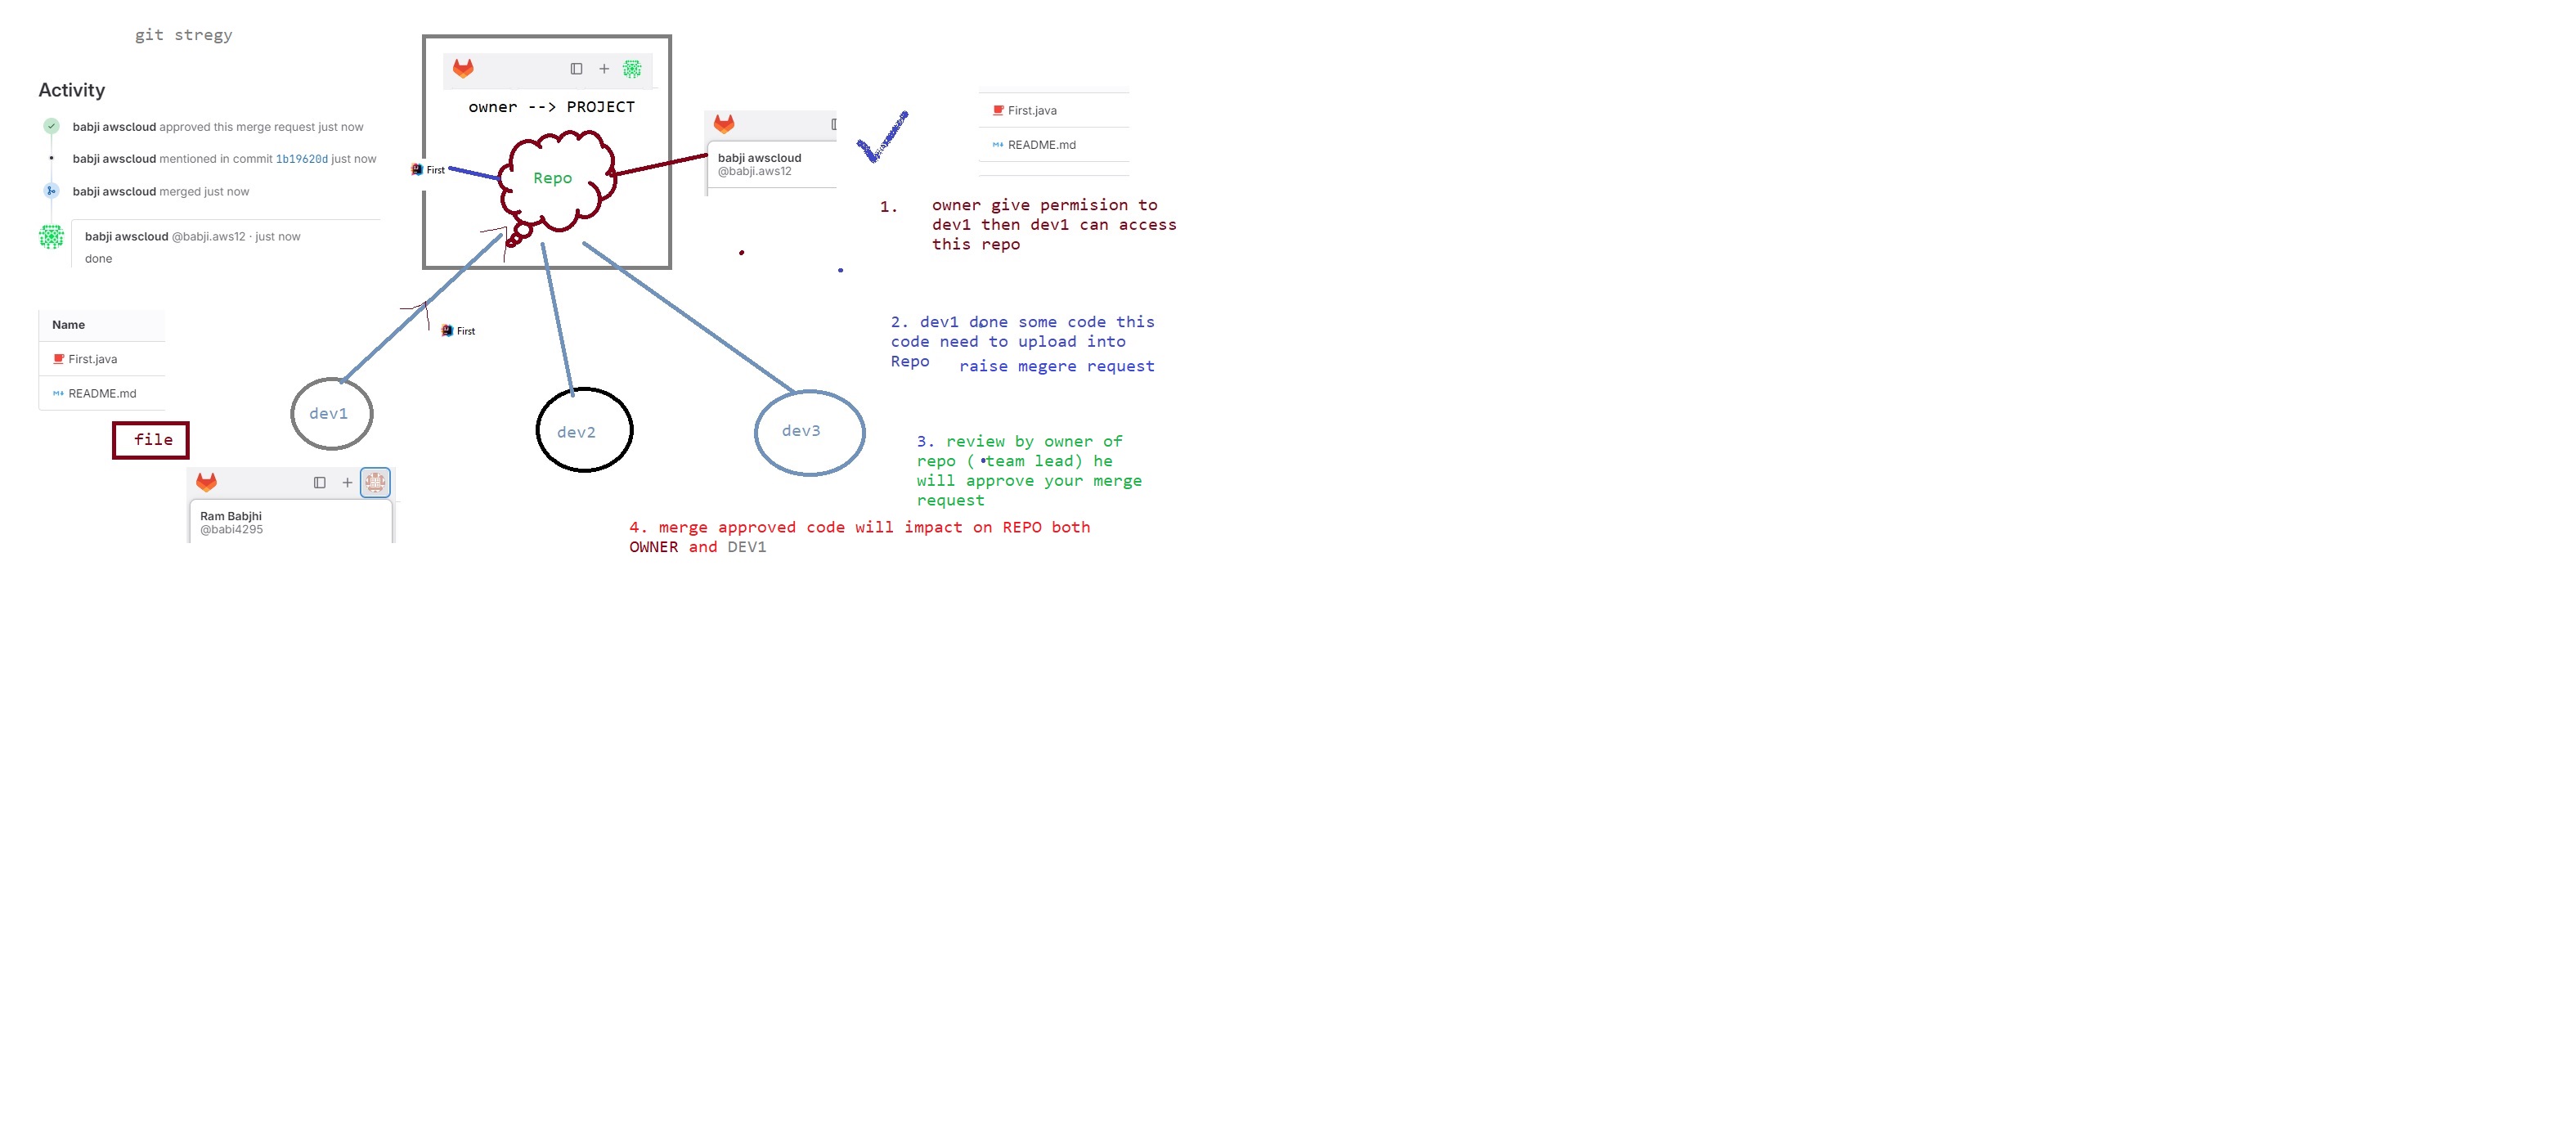 git stregy
Activity
babji awscloud approved this merge request just now
babji awscloud mentioned in commit 1b19620d just now
babji awscloud merged just now
babji awscloud @babji.aws12 · just now
done
Name
First.java
README.md
file
owner --> PROJECT
Repo
First
First
dev1
dev2
dev3
Ram Babjhi
@babi4295
babji awscloud
@babji.aws12
First.java
README.md
1. owner give permision to
dev1 then dev1 can access
this repo
2. dev1 done some code this
code need to upload into
Repo raise megere request
3. review by owner of
repo ( team lead) he
will approve your merge
request
4. merge approved code will impact on REPO both
OWNER and DEV1